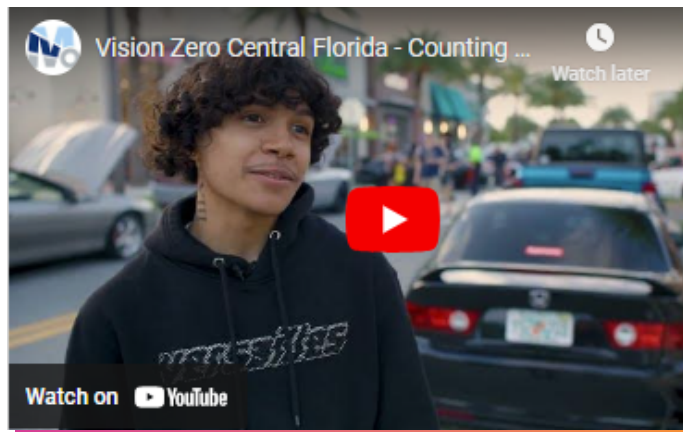 Vision Zero Central Florida - Counting ...
Watch later
Watch on YouTube